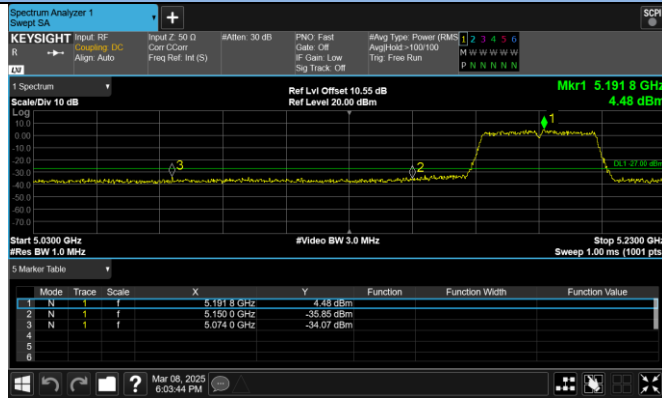 Spectrum Analyzer 1
Swept SA
+
SCPI
KEYSIGHT Input: RF Input Z: 50 Ω #Atten: 30 dB PNO: Fast #Avg Type: Power (RMS 1 2 3 4 5 6
R Coupling: DC Corr CCorr Gate: Off Avg|Hold:>100/100 M W W W W W
Align: Auto Freq Ref: Int (S) IF Gain: Low Trig: Free Run P N N N N N
LXI Sig Track: Off
1 Spectrum Ref Lvl Offset 10.55 dB Mkr1 5.191 8 GHz
Scale/Div 10 dB Ref Level 20.00 dBm 4.48 dBm
Log
10.0
0.00
-10.0
-20.0
-30.0
-40.0
-50.0
-60.0
-70.0
1
2
3
DL1 -27.00 dBm
Start 5.0300 GHz #Video BW 3.0 MHz Stop 5.2300 GHz
#Res BW 1.0 MHz Sweep 1.00 ms (1001 pts)
5 Marker Table
Mode Trace Scale X Y Function Function Width Function Value
1 N 1 f 5.191 8 GHz 4.48 dBm
2 N 1 f 5.150 0 GHz -35.85 dBm
3 N 1 f 5.074 0 GHz -34.07 dBm
4
5
6
? Mar 08, 2025
6:03:44 PM